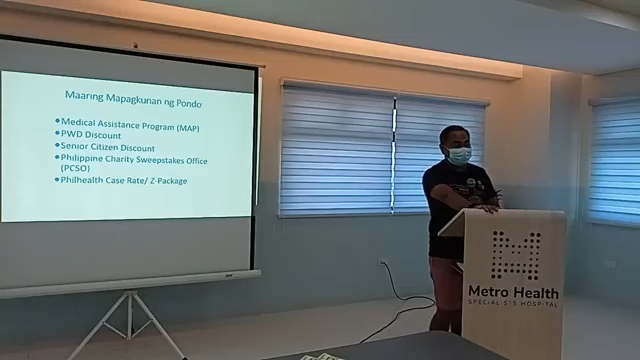 Maaring Mapagkunan ng Pondo:
•Medical Assistance Program (MAP)
•PWD Discount
•Senior Citizen Discount
•Philippine Charity Sweepstakes Office
(PCSO)
•Philhealth Case Rate/ Z-Package
Metro Health
SPECIALISTS HOSPITAL